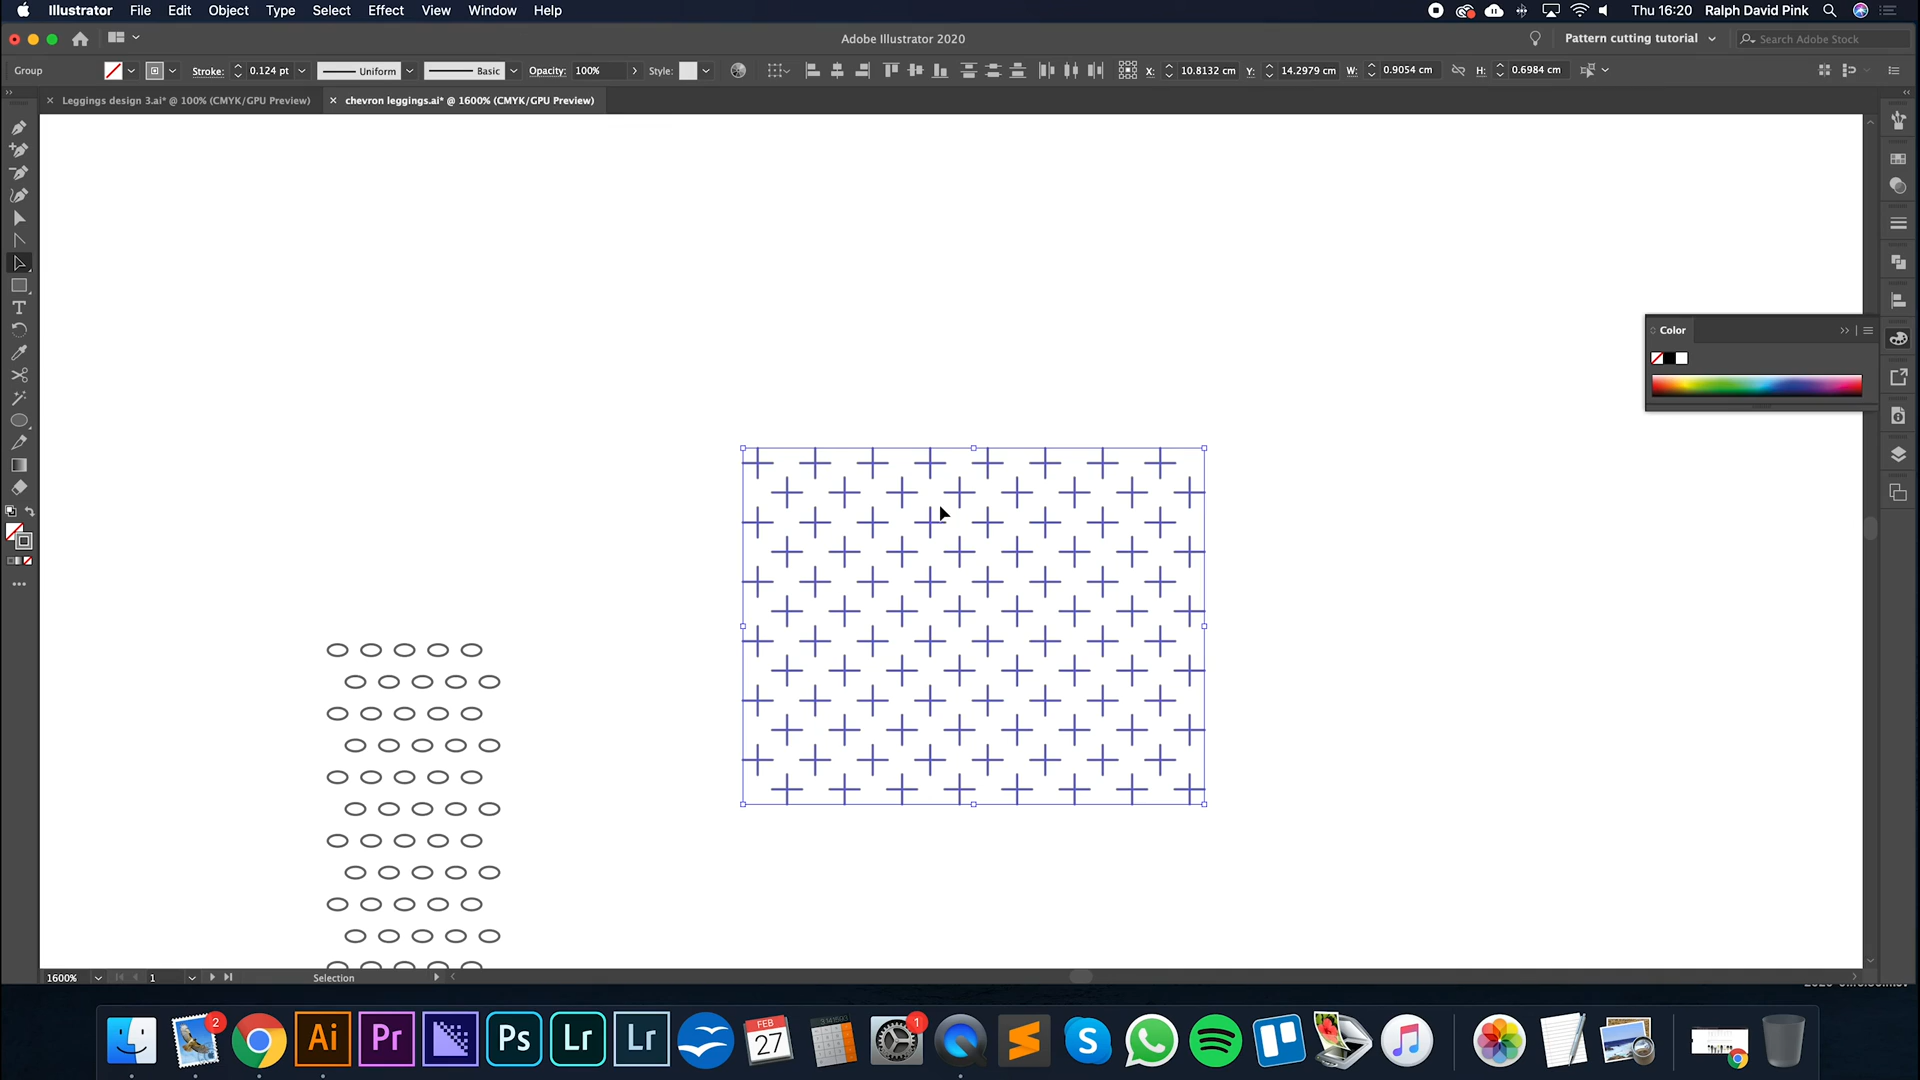 Illustrator File Edit Object Type Select Effect View Window Help Thu 16:20 Ralph David Pink
Adobe Illustrator 2020 Pattern cutting tutorial Search Adobe Stock
Group Stroke: 0.124 pt Uniform Basic Opacity: 100% Style: X: 10.8132 cm Y: 14.2979 cm W: 0.9054 cm H: 0.6984 cm
Leggings design 3.ai* @ 100% (CMYK/GPU Preview) chevron leggings.ai* @ 1600% (CMYK/GPU Preview)
Color
1600% 1 Selection
2 Ai Pr Ps Lr Lr FEB 27 1